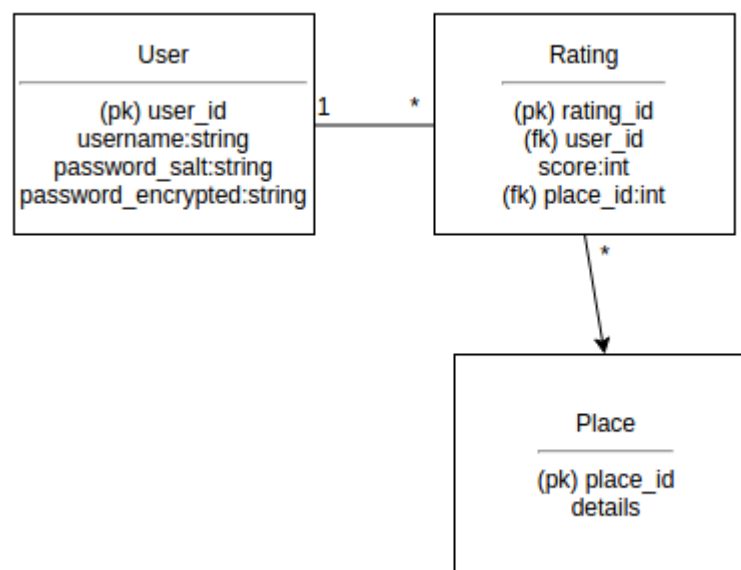 User
(pk) user_id
username:string
password_salt:string
password_encrypted:string
1
*
Rating
(pk) rating_id
(fk) user_id
score:int
(fk) place_id:int
*
Place
(pk) place_id
details